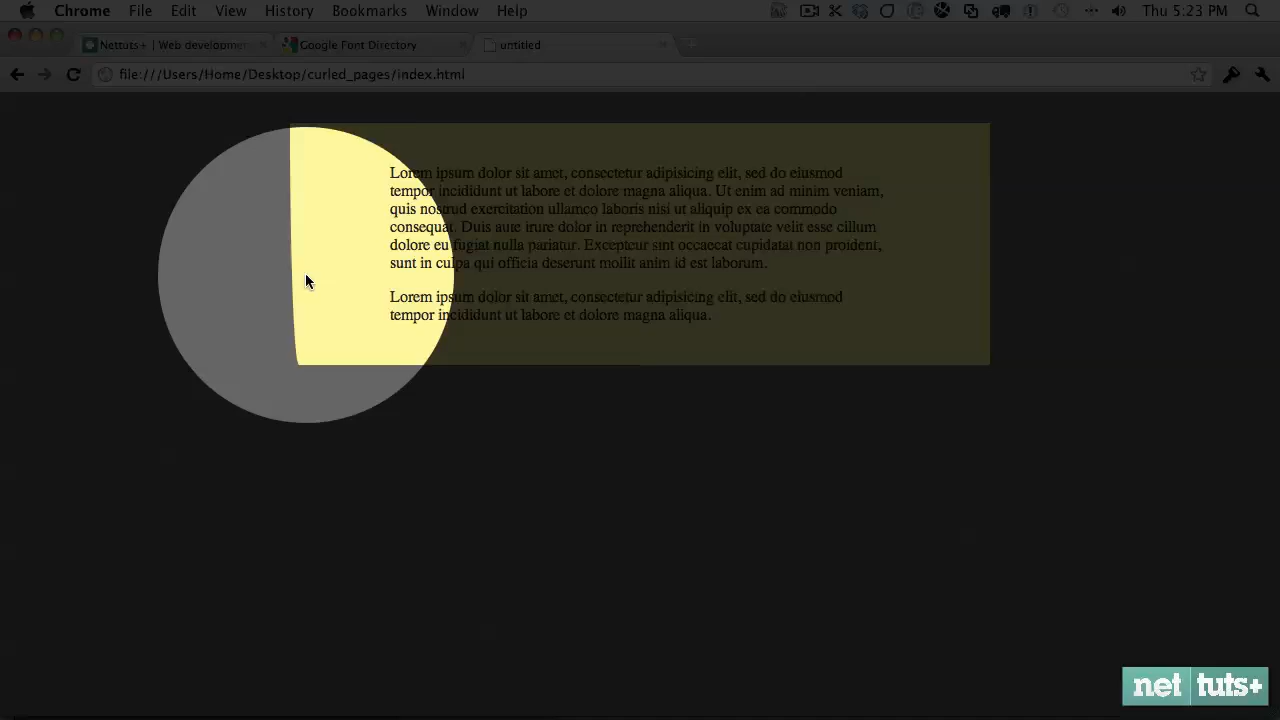 Chrome File Edit View History Bookmarks Window Help Thu 5:23 PM
Nettuts+ | Web developmen Google Font Directory untitled
file:///Users/Home/Desktop/curled_pages/index.html
Lorem ipsum dolor sit amet, consectetur adipisicing elit, sed do eiusmod
tempor incididunt ut labore et dolore magna aliqua. Ut enim ad minim veniam,
quis nostrud exercitation ullamco laboris nisi ut aliquip ex ea commodo
consequat. Duis aute irure dolor in reprehenderit in voluptate velit esse cillum
dolore eu fugiat nulla pariatur. Excepteur sint occaecat cupidatat non proident,
sunt in culpa qui officia deserunt mollit anim id est laborum.
Lorem ipsum dolor sit amet, consectetur adipisicing elit, sed do eiusmod
tempor incididunt ut labore et dolore magna aliqua.
net tuts+